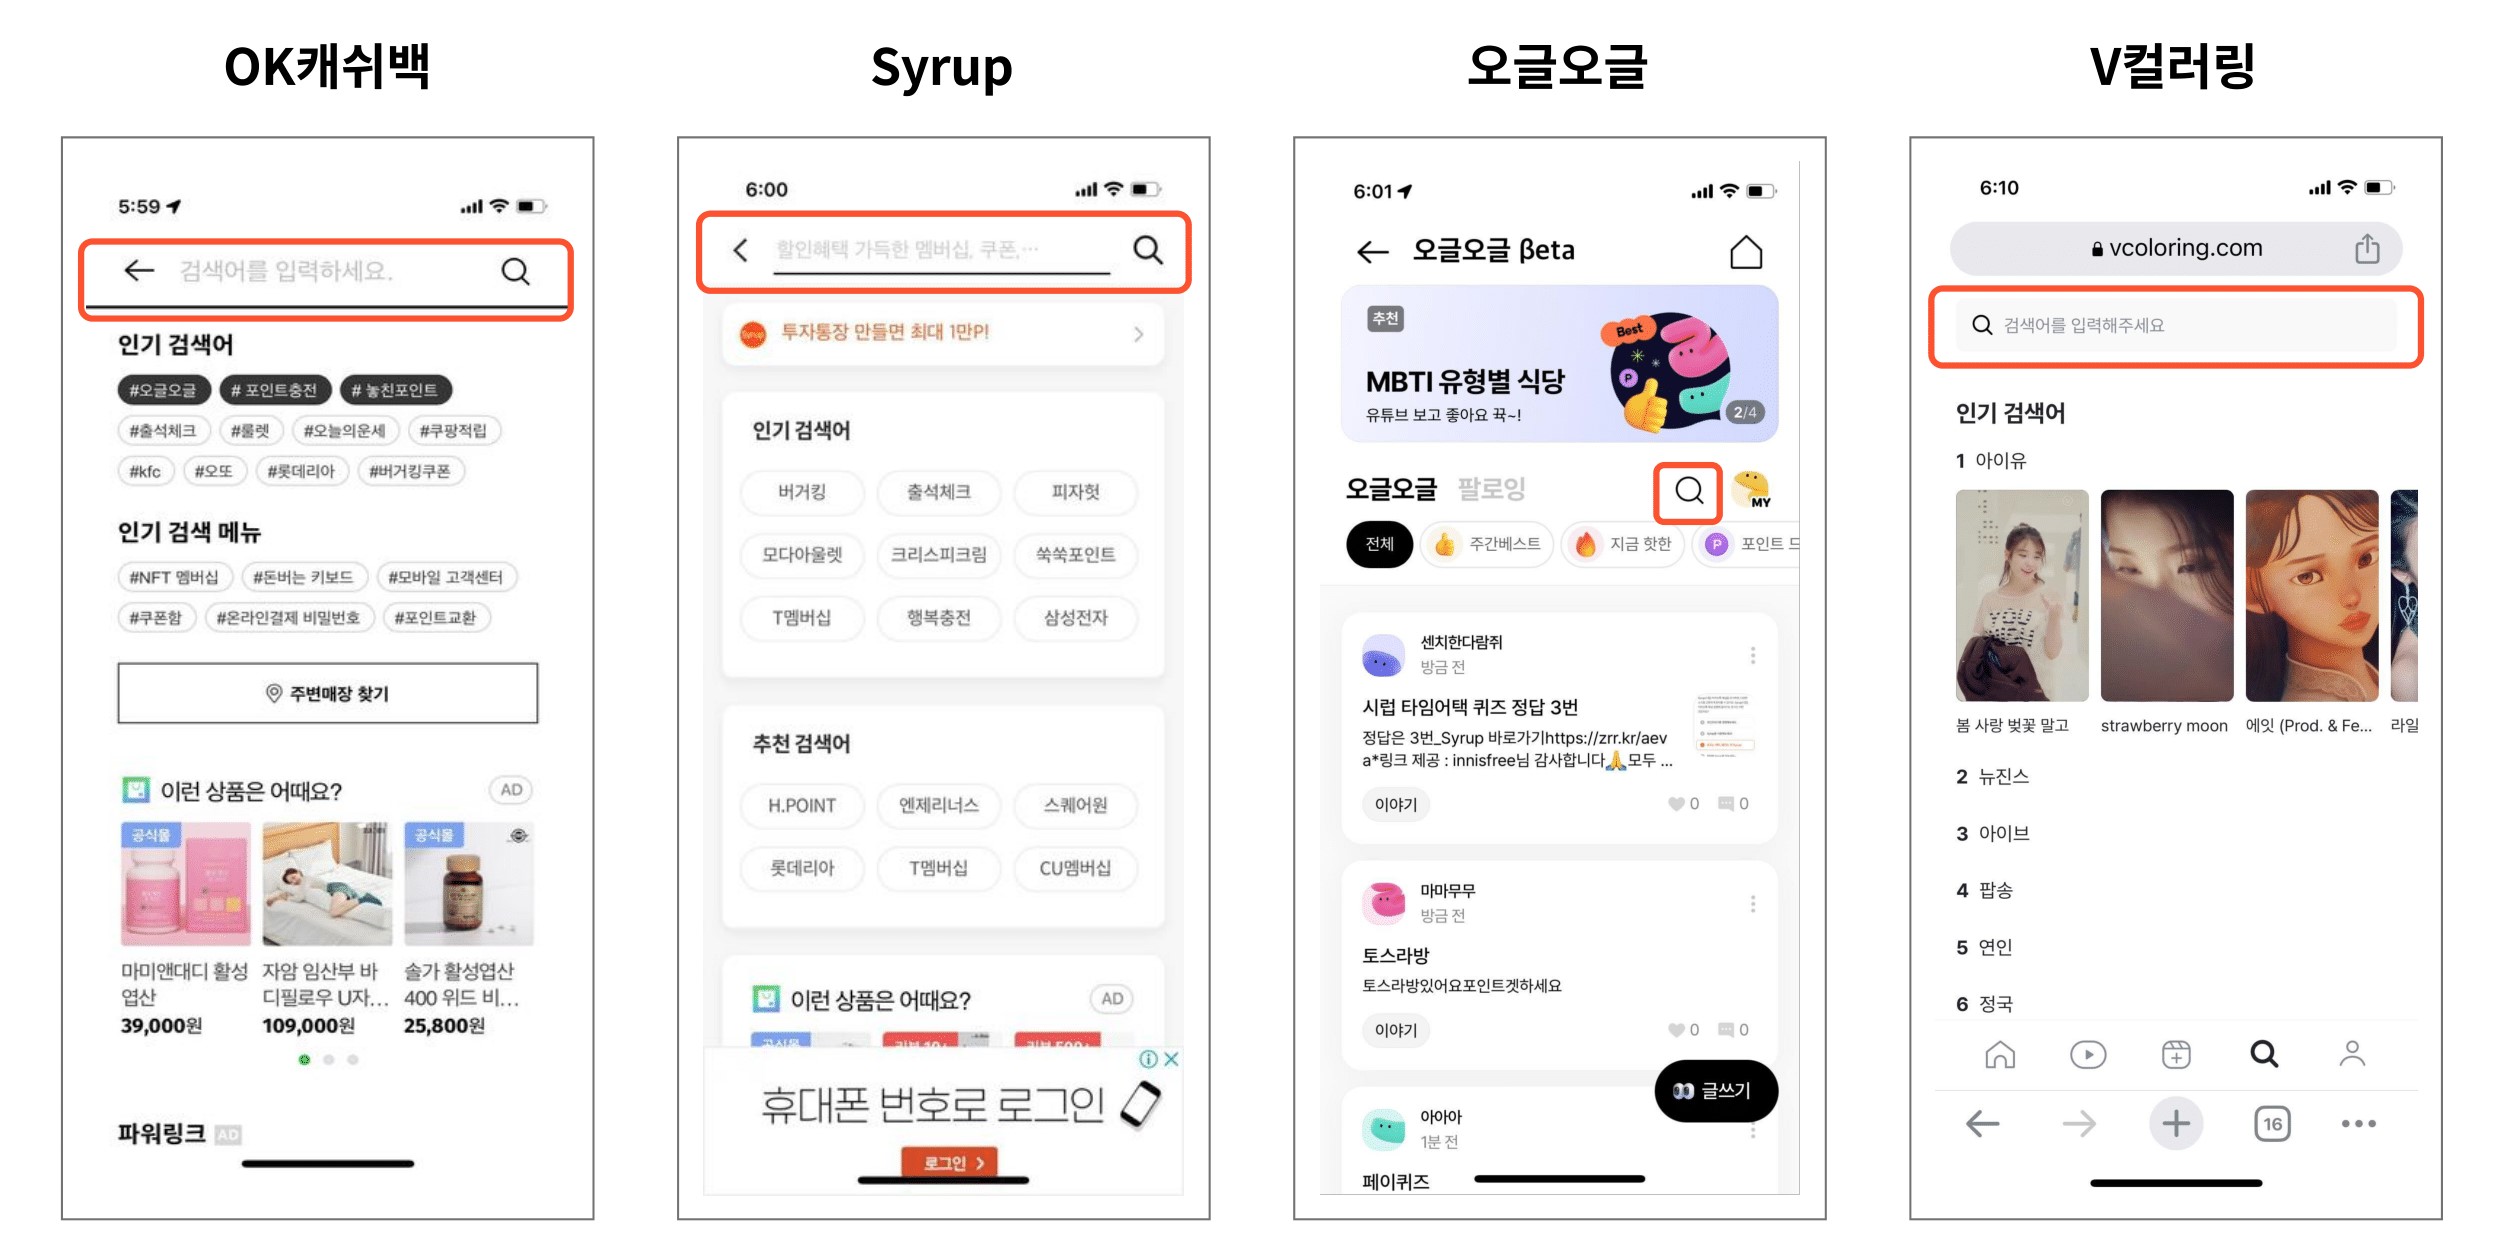 OK캐쉬백
5:59
검색어를 입력하세요.
인기 검색어
#오글오글 # 포인트충전 # 놓친포인트
#출석체크 #룰렛 #오늘의운세 #쿠팡적립
#kfc #오또 #롯데리아 #버거킹쿠폰
인기 검색 메뉴
#NFT 멤버십 #돈버는 키보드 #모바일 고객센터
#쿠폰함 #온라인결제 비밀번호 #포인트교환
주변매장 찾기
이런 상품은 어때요? AD
공식몰 공식몰
마미앤대디 활성 자암 임산부 바 솔가 활성엽산
엽산 디필로우 U자... 400 위드 비...
39,000원 109,000원 25,800원
파워링크 AD
Syrup
6:00
할인혜택 가득한 멤버십, 쿠폰,...
Syrup 투자통장 만들면 최대 1만P!
인기 검색어
버거킹 출석체크 피자헛
모다아울렛 크리스피크림 쑥쑥포인트
T멤버십 행복충전 삼성전자
추천 검색어
H.POINT 엔제리너스 스퀘어원
롯데리아 T멤버십 CU멤버십
이런 상품은 어때요? AD
휴대폰 번호로 로그인
로그인
오글오글
6:01
오글오글 βeta
추천
Best
MBTI 유형별 식당
유튜브 보고 좋아요 꾹~!
P
2/4
오글오글 팔로잉
MY
전체 주간베스트 지금 핫한 P 포인트 드
센치한다람쥐
방금 전
시럽 타임어택 퀴즈 정답 3번
정답은 3번_Syrup 바로가기https://zrr.kr/aev
a*링크 제공 : innisfree님 감사합니다🙏모두 ...
이야기 0 0
마마무무
방금 전
토스라방
토스라방있어요포인트겟하세요
이야기 0 0
글쓰기
아아아
1분 전
페이퀴즈
V컬러링
6:10
vcoloring.com
검색어를 입력해주세요
인기 검색어
1 아이유
봄 사랑 벚꽃 말고 strawberry moon 에잇 (Prod. & Fe... 라일
2 뉴진스
3 아이브
4 팝송
5 연인
6 정국
16